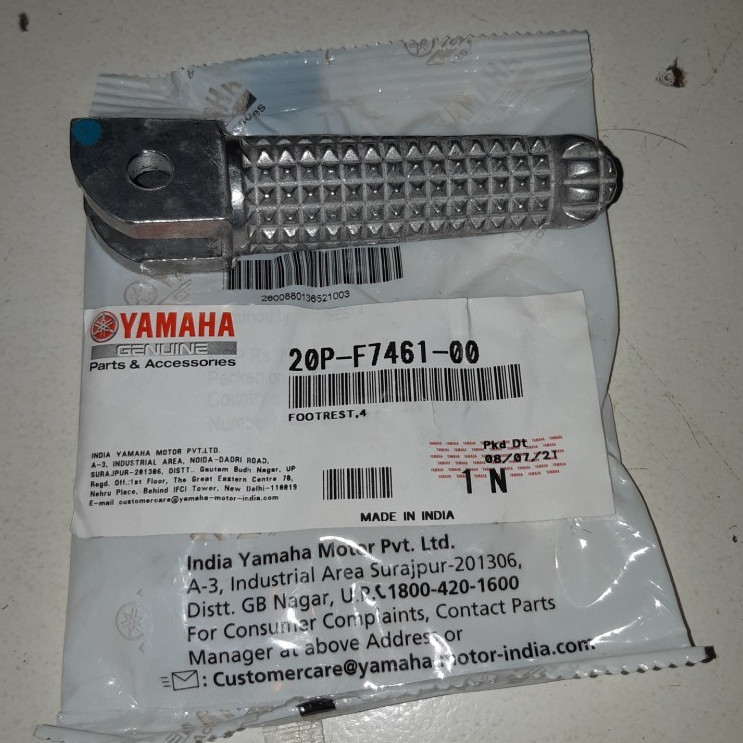 2600880136521003
YAMAHA
GENUINE
Parts & Accessories
20P-F7461-00
FOOTREST,4
INDIA YAMAHA MOTOR PVT.LTD.
A-3, INDUSTRIAL AREA, NOIDA-DADRI ROAD,
SURAJPUR-201306, DISTT.. Gautam Budh Nagar, UP
Regd. Off.:1st Floor, The Great Eastern Centre 70,
Nehru Place, Behind IFCI Tower, New Delhi-110019
E-mail customercare@yamaha-motor-india.com
Pkd Dt
08/07/21
1 N
MADE IN INDIA
India Yamaha Motor Pvt. Ltd.
A-3, Industrial Area Surajpur-201306,
Distt. GB Nagar, U.P. 1800-420-1600
For Consumer Complaints, Contact Parts
Manager at above Address or
: Customercare@yamaha-motor-india.com